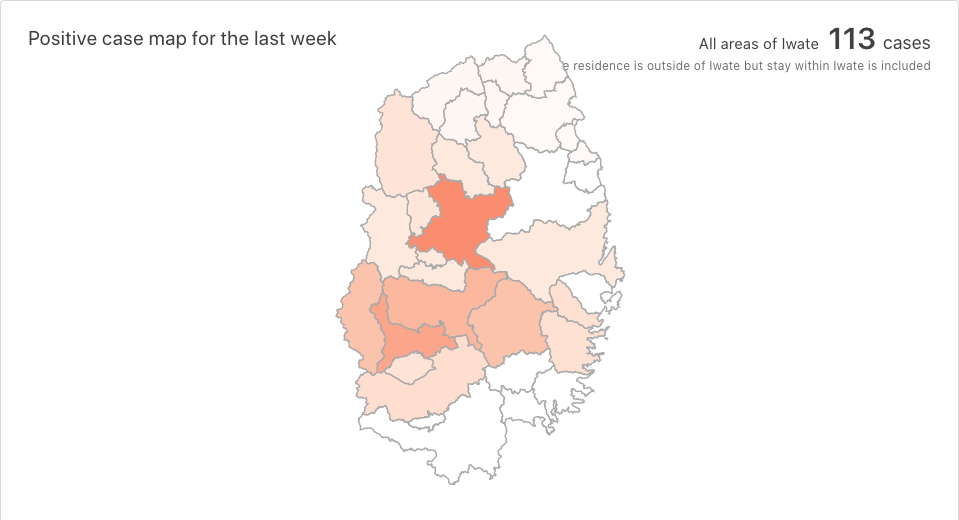 Positive case map for the last week
All areas of Iwate 113 cases
e residence is outside of Iwate but stay within Iwate is included